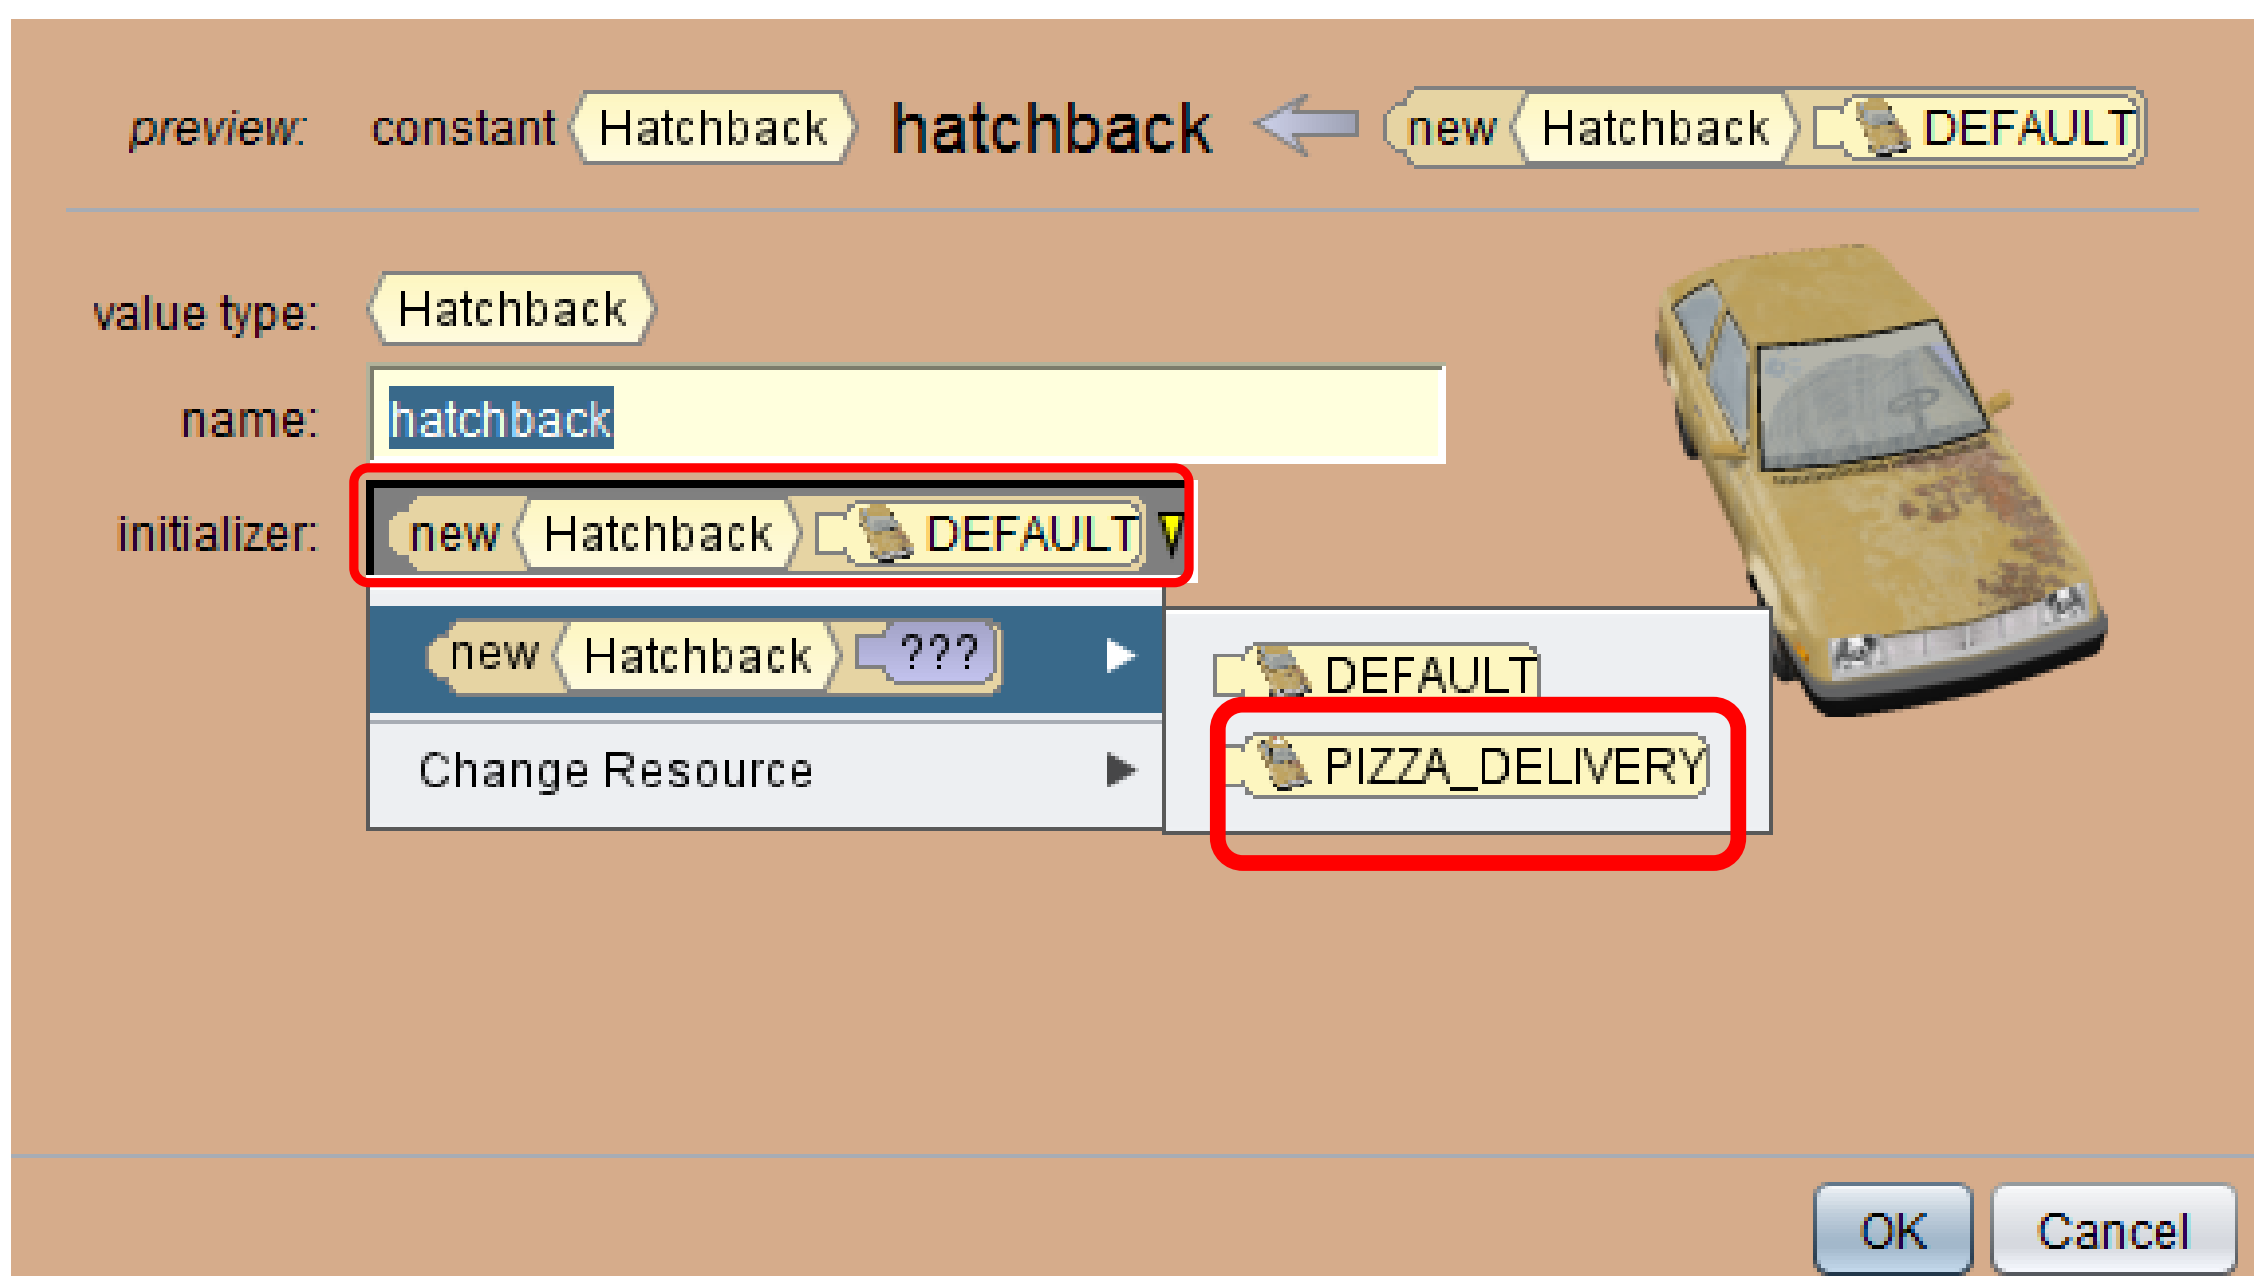 preview: constant Hatchback hatchback new Hatchback DEFAULT
value type: Hatchback
name: hatchback
initializer: new Hatchback DEFAULT
new Hatchback ???
DEFAULT
PIZZA_DELIVERY
Change Resource
OK Cancel